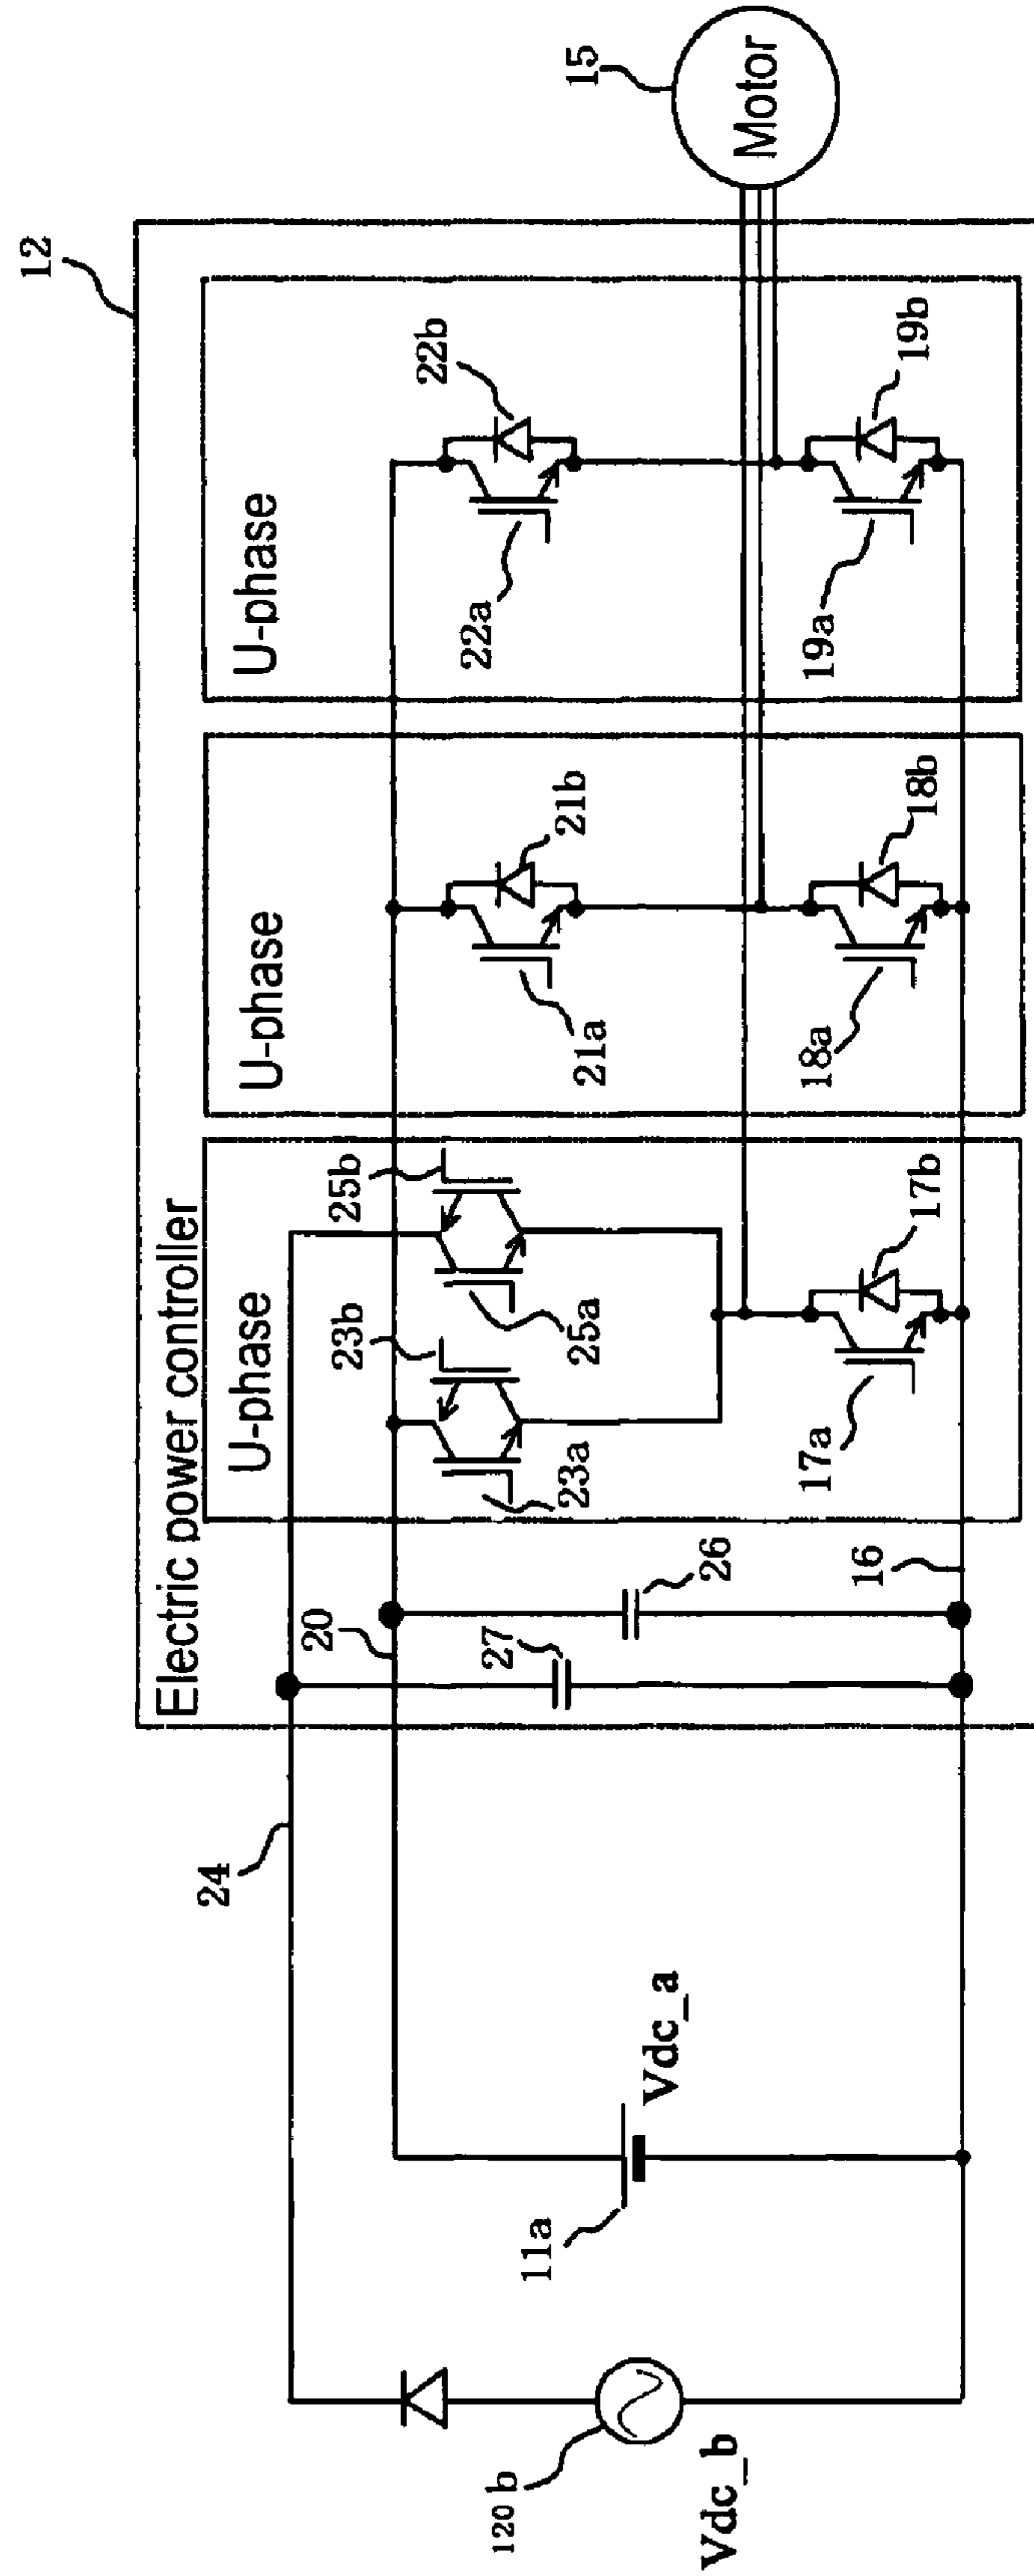 12
15
Motor
Electric power controller
U-phase
U-phase
U-phase
24
20
27
26
16
23a
23b
25a
25b
17a
17b
21a
21b
18a
18b
22a
22b
19a
19b
11a
Vdc_a
120 b
Vdc_b